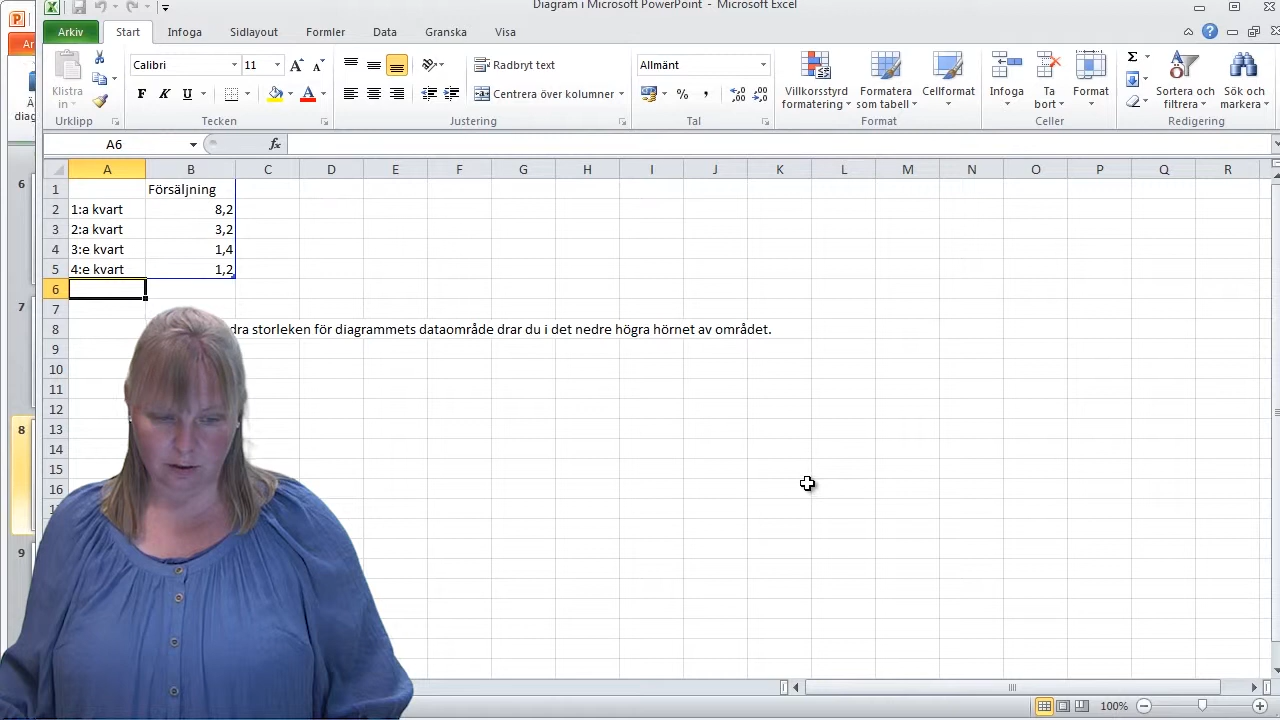 Diagram i Microsoft PowerPoint - Microsoft Excel
Arkiv Start Infoga Sidlayout Formler Data Granska Visa
Klistra in
Calibri 11
Radbryt text
Allmänt
Centrera över kolumner
F K U
Villkorsstyrd formatering
Formatera som tabell
Cellformat
Infoga
Ta bort
Format
Sortera och filtrera
Sök och markera
Urklipp Tecken Justering Tal Format Celler Redigering
A6 fx
A B C D E F G H I J K L M N O P Q R
1 Försäljning
2 1:a kvart 8,2
3 2:a kvart 3,2
4 3:e kvart 1,4
5 4:e kvart 1,2
6
7
8 storleken för diagrammets dataområde drar du i det nedre högra hörnet av området.
9
10
11
12
13
14
15
16
6
7
8
9
100%